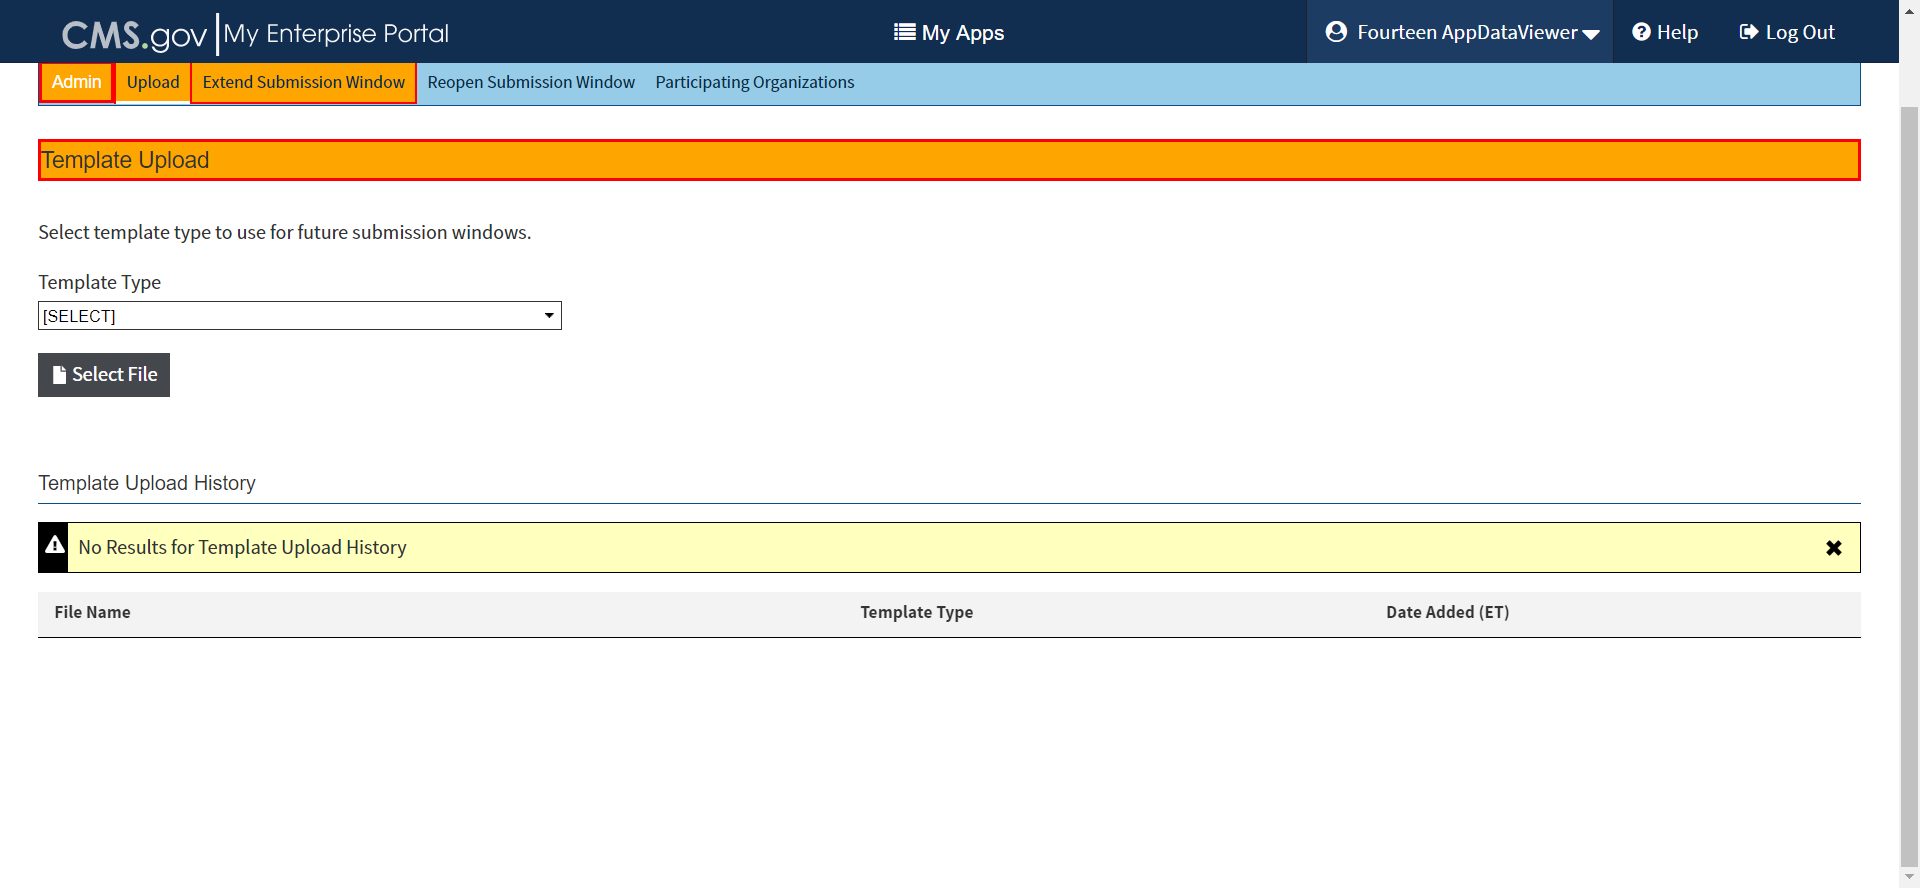 CMS.gov My Enterprise Portal My Apps Fourteen AppDataViewer Help Log Out
Admin Upload Extend Submission Window Reopen Submission Window Participating Organizations
Template Upload
Select template type to use for future submission windows.
Template Type
[SELECT]
Select File
Template Upload History
No Results for Template Upload History
File Name Template Type Date Added (ET)